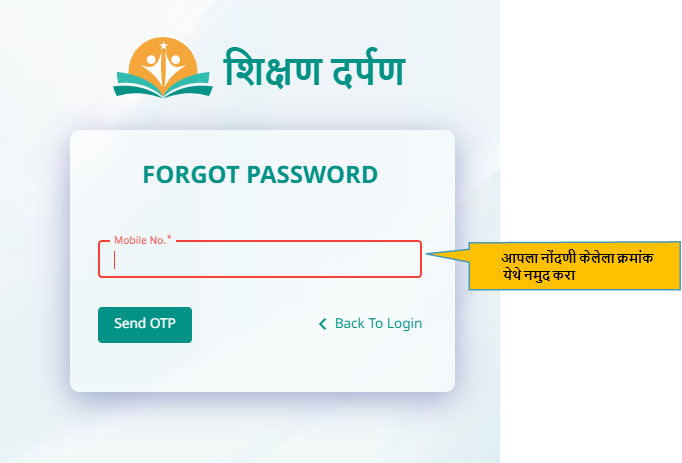 शिक्षण दर्पण
FORGOT PASSWORD
Mobile No.*
आपला नोंदणी केलेला क्रमांक
येथे नमुद करा
Send OTP
Back To Login